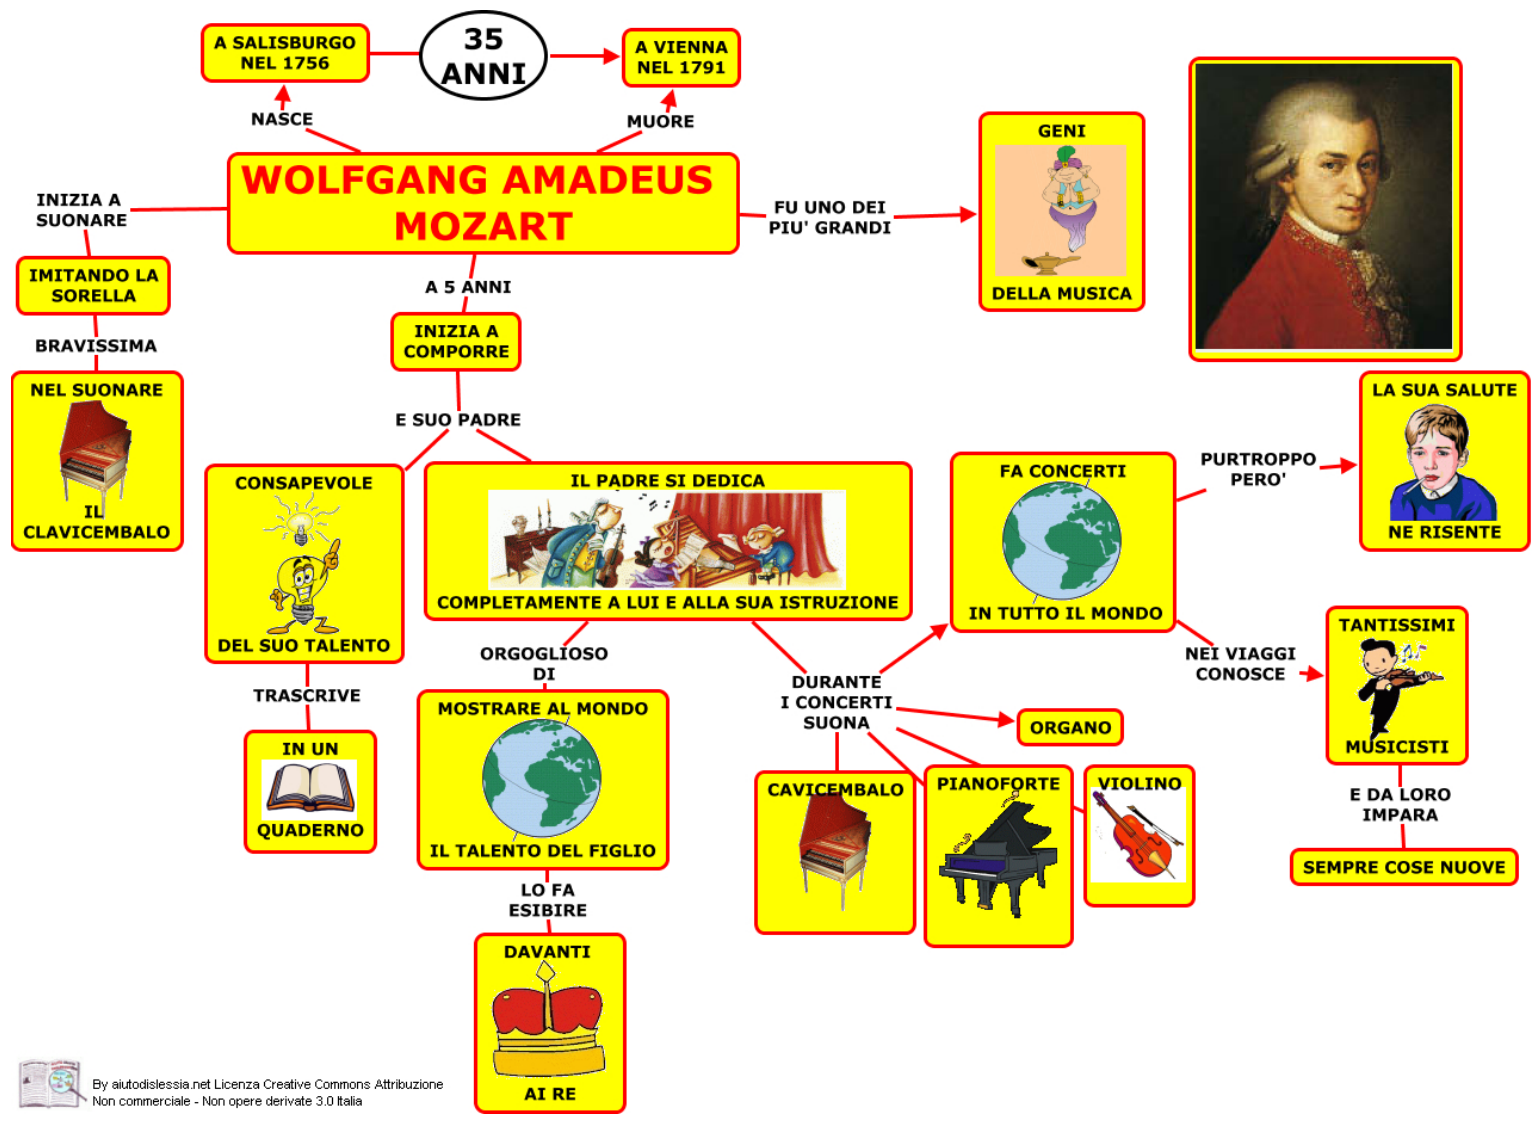 A SALISBURGO
NEL 1756
35
ANNI
A VIENNA
NEL 1791
NASCE
MUORE
WOLFGANG AMADEUS
MOZART
FU UNO DEI
PIU' GRANDI
GENI
DELLA MUSICA
INIZIA A
SUONARE
IMITANDO LA
SORELLA
BRAVISSIMA
NEL SUONARE
IL
CLAVICEMBALO
A 5 ANNI
INIZIA A
COMPORRE
E SUO PADRE
CONSAPEVOLE
DEL SUO TALENTO
TRASCRIVE
IN UN
QUADERNO
IL PADRE SI DEDICA
COMPLETAMENTE A LUI E ALLA SUA ISTRUZIONE
ORGOGLIOSO
DI
MOSTRARE AL MONDO
IL TALENTO DEL FIGLIO
LO FA
ESIBIRE
DAVANTI
AI RE
DURANTE
I CONCERTI
SUONA
ORGANO
CAVICEMBALO
PIANOFORTE
VIOLINO
FA CONCERTI
IN TUTTO IL MONDO
PURTROPPO
PERO'
LA SUA SALUTE
NE RISENTE
NEI VIAGGI
CONOSCE
TANTISSIMI
MUSICISTI
E DA LORO
IMPARA
SEMPRE COSE NUOVE
By aiutodislessia.net Licenza Creative Commons Attribuzione
Non commerciale - Non opere derivate 3.0 Italia